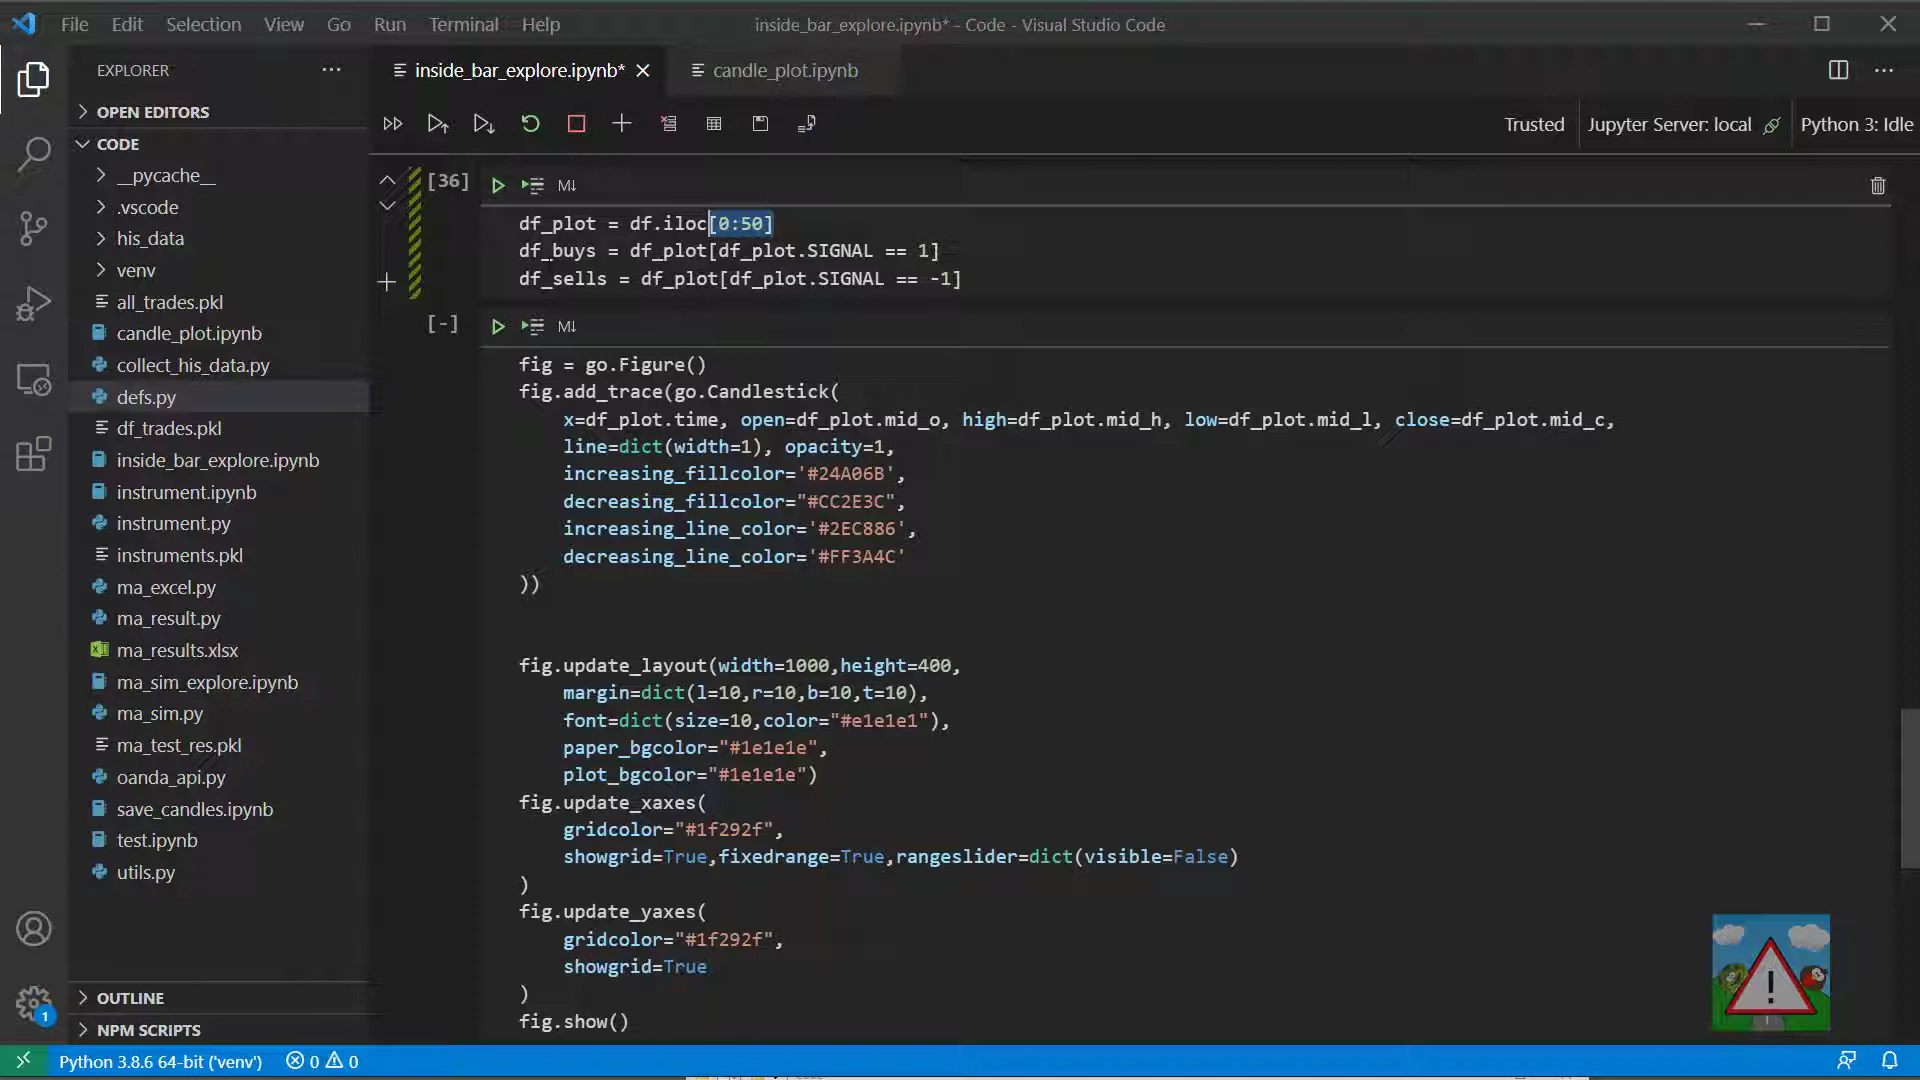 File Edit Selection View Go Run Terminal Help
inside_bar_explore.ipynb* - Code - Visual Studio Code
EXPLORER
inside_bar_explore.ipynb*
candle_plot.ipynb
OPEN EDITORS
CODE
__pycache__
.vscode
his_data
venv
all_trades.pkl
candle_plot.ipynb
collect_his_data.py
defs.py
df_trades.pkl
inside_bar_explore.ipynb
instrument.ipynb
instrument.py
instruments.pkl
ma_excel.py
ma_result.py
ma_results.xlsx
ma_sim_explore.ipynb
ma_sim.py
ma_test_res.pkl
oanda_api.py
save_candles.ipynb
test.ipynb
utils.py
OUTLINE
NPM SCRIPTS
Trusted
Jupyter Server: local
Python 3: Idle
[36]
M↓
df_plot = df.iloc[0:50]
df_buys = df_plot[df_plot.SIGNAL == 1]
df_sells = df_plot[df_plot.SIGNAL == -1]
[-]
M↓
fig = go.Figure()
fig.add_trace(go.Candlestick(
x=df_plot.time, open=df_plot.mid_o, high=df_plot.mid_h, low=df_plot.mid_l, close=df_plot.mid_c,
line=dict(width=1), opacity=1,
increasing_fillcolor='#24A06B',
decreasing_fillcolor="#CC2E3C",
increasing_line_color='#2EC886',
decreasing_line_color='#FF3A4C'
))
fig.update_layout(width=1000,height=400,
margin=dict(l=10,r=10,b=10,t=10),
font=dict(size=10,color="#e1e1e1"),
paper_bgcolor="#1e1e1e",
plot_bgcolor="#1e1e1e")
fig.update_xaxes(
gridcolor="#1f292f",
showgrid=True,fixedrange=True,rangeslider=dict(visible=False)
)
fig.update_yaxes(
gridcolor="#1f292f",
showgrid=True
)
fig.show()
1
Python 3.8.6 64-bit ('venv')
0
0